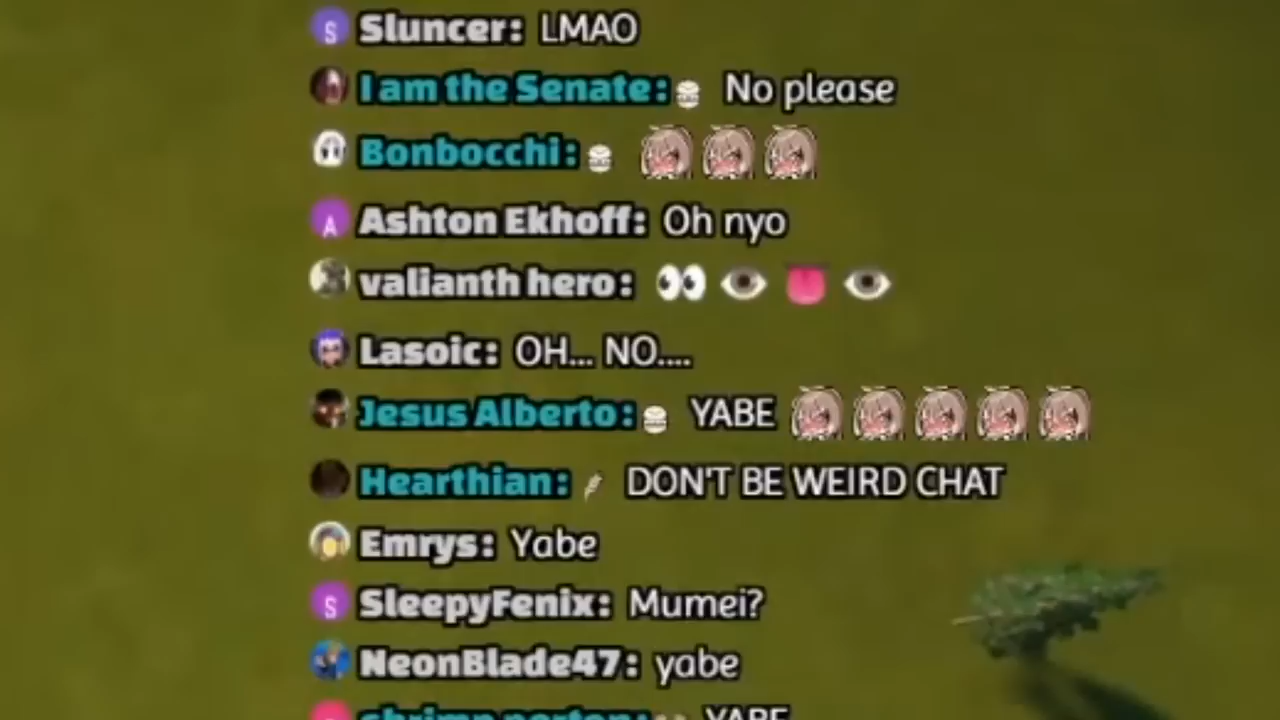 S Sluncer: LMAO
I am the Senate: No please
Bonbocchi:
A Ashton Ekhoff: Oh nyo
valianth hero: 👀 👁 👅 👁
Lasoic: OH... NO....
Jesus Alberto: YABE
Hearthian: DON'T BE WEIRD CHAT
Emrys: Yabe
S SleepyFenix: Mumei?
NeonBlade47: yabe
YABE